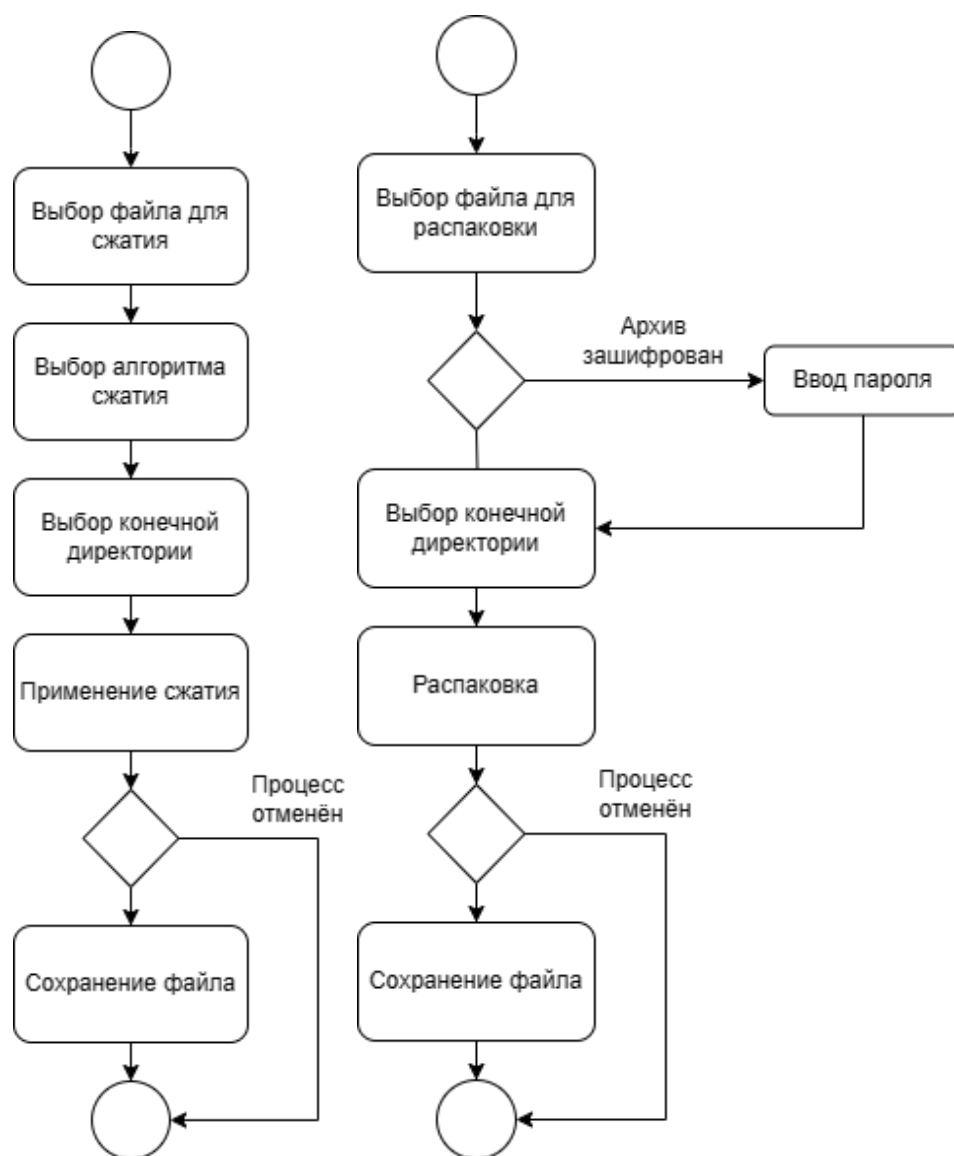 Выбор файла для
сжатия
Выбор алгоритма
сжатия
Выбор конечной
директории
Применение сжатия
Процесс
отменён
Сохранение файла
Выбор файла для
распаковки
Архив
зашифрован
Ввод пароля
Выбор конечной
директории
Распаковка
Процесс
отменён
Сохранение файла